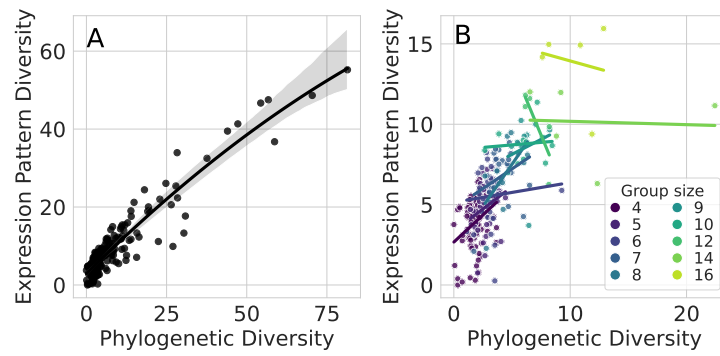 A
Expression Pattern Diversity
60
40
20
0
0 25 50 75
Phylogenetic Diversity
B
Expression Pattern Diversity
15
10
5
0
0 10 20
Phylogenetic Diversity
Group size
4 9
5 10
6 12
7 14
8 16